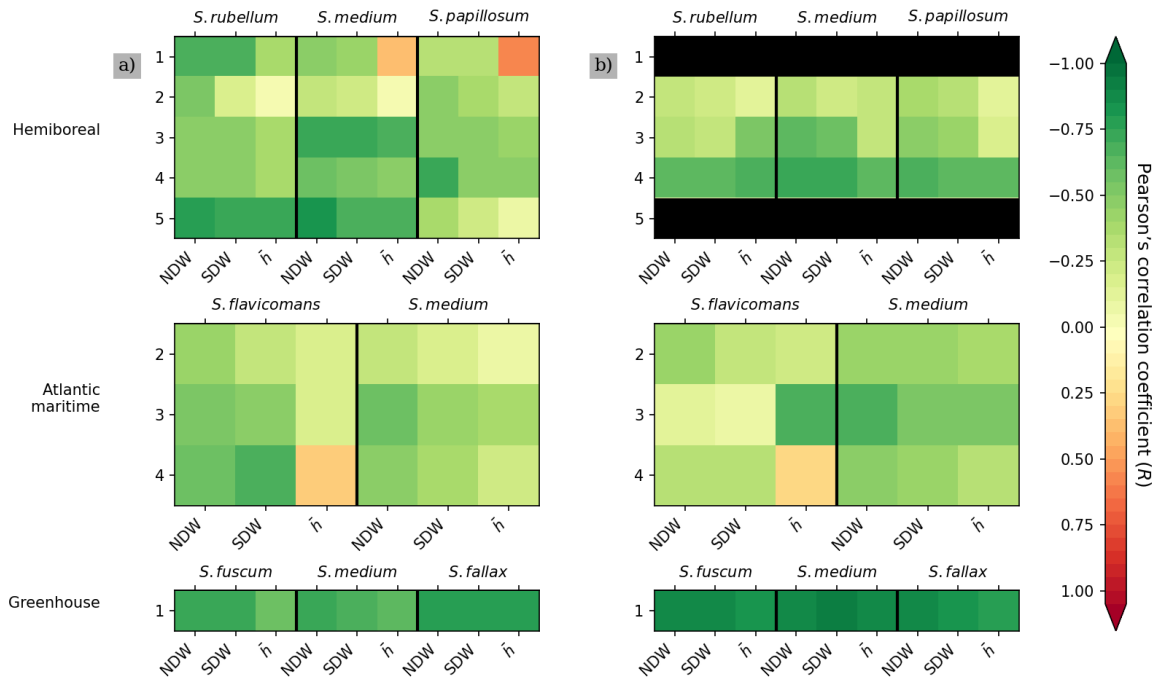 S. rubellum S. medium S. papillosum
S. rubellum S. medium S. papillosum
a)
b)
Hemiboreal
1
2
3
4
5
1
2
3
4
5
NDW SDW h̄ NDW SDW h̄ NDW SDW h̄
NDW SDW h̄ NDW SDW h̄ NDW SDW h̄
S. flavicomans S. medium
S. flavicomans S. medium
Atlantic
maritime
2
3
4
2
3
4
NDW SDW h̄ NDW SDW h̄
NDW SDW h̄ NDW SDW h̄
S. fuscum S. medium S. fallax
S. fuscum S. medium S. fallax
Greenhouse
1
1
NDW SDW h̄ NDW SDW h̄ NDW SDW h̄
NDW SDW h̄ NDW SDW h̄ NDW SDW h̄
−1.00
−0.75
−0.50
−0.25
0.00
0.25
0.50
0.75
1.00
Pearson's correlation coefficient (R)